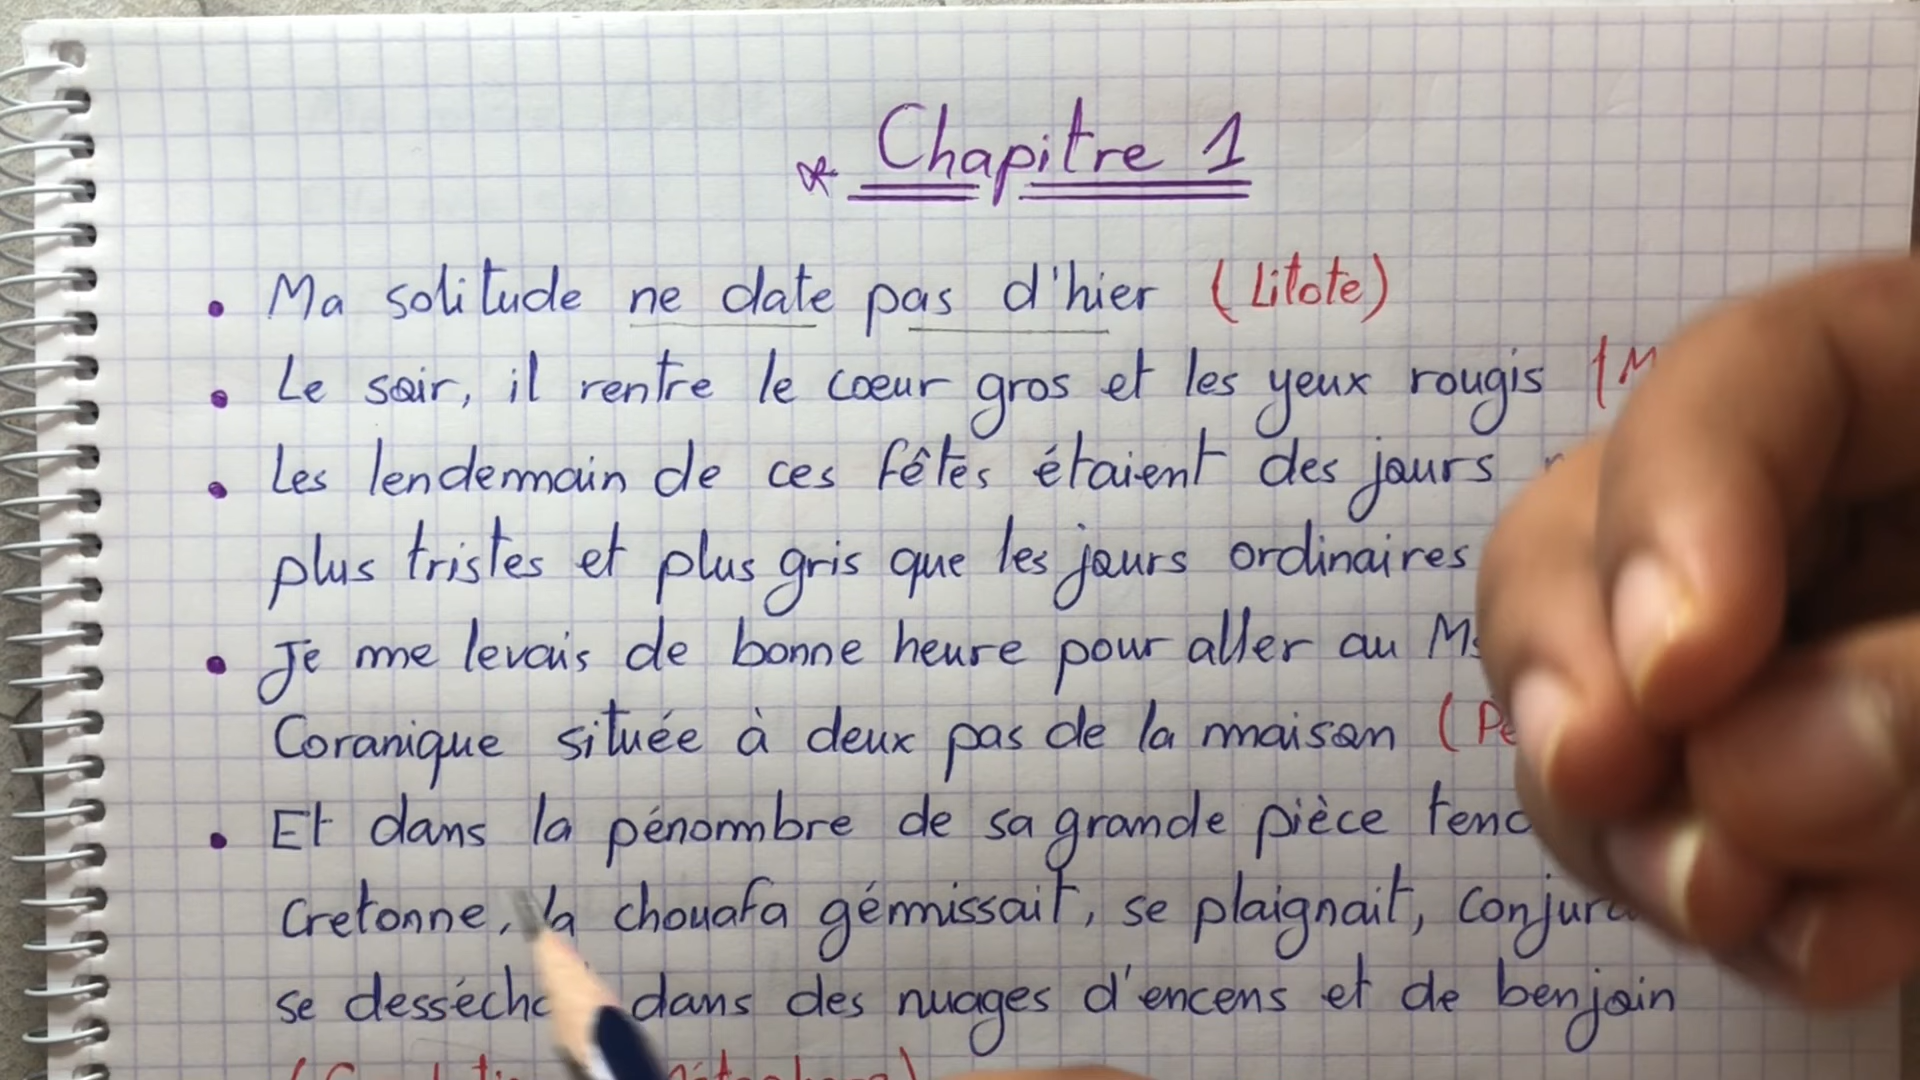 * Chapitre 1
• Ma solitude ne date pas d'hier (Litote)
• Le soir, il rentre le cœur gros et les yeux rougis
• Les lendemain de ces fêtes étaient des jours
plus tristes et plus gris que les jours ordinaires
• Je me levais de bonne heure pour aller au
Coranique située à deux pas de la maison
• Et dans la pénombre de sa grande pièce
Cretonne, la chouafa gémissait, se plaignait,
se dans des nuages d'encens et de benjoin